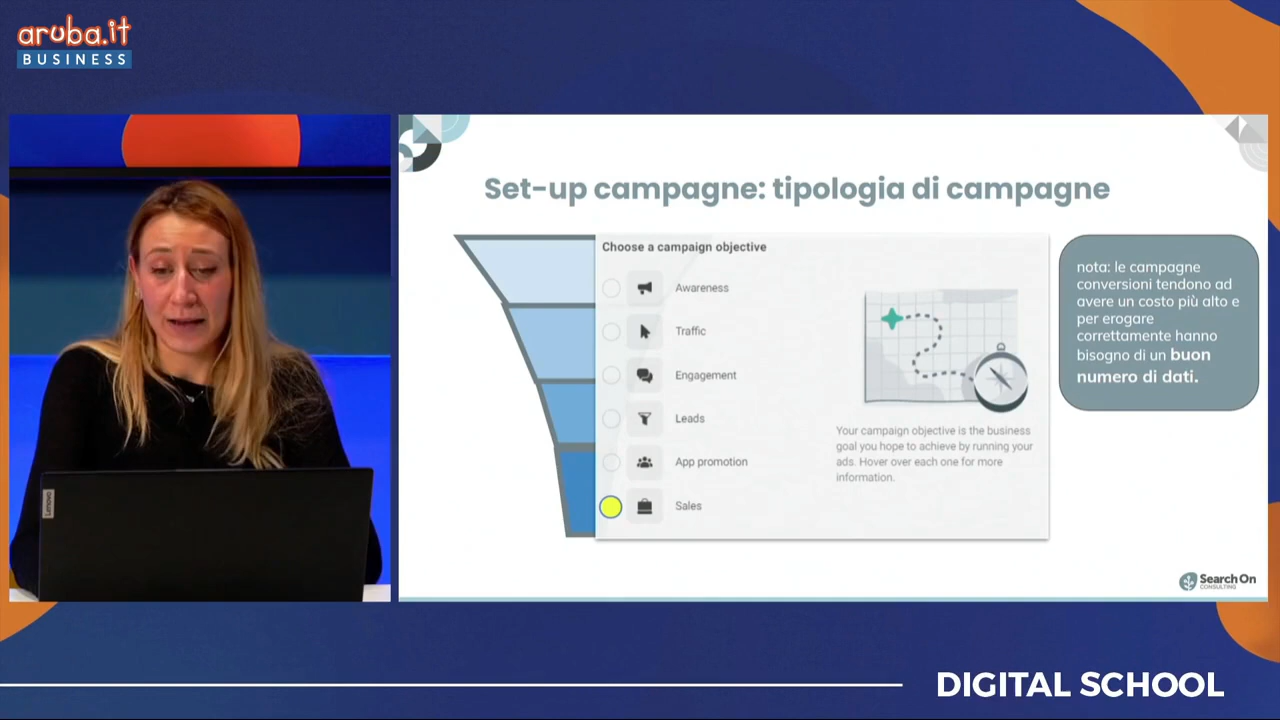 aruba.it
BUSINESS
Lenovo
Set-up campagne: tipologia di campagne
Choose a campaign objective
Awareness
Traffic
Engagement
Leads
App promotion
Sales
Your campaign objective is the business
goal you hope to achieve by running your
ads. Hover over each one for more
information.
nota: le campagne
conversioni tendono ad
avere un costo più alto e
per erogare
correttamente hanno
bisogno di un buon
numero di dati.
Search On
CONSULTING
DIGITAL SCHOOL